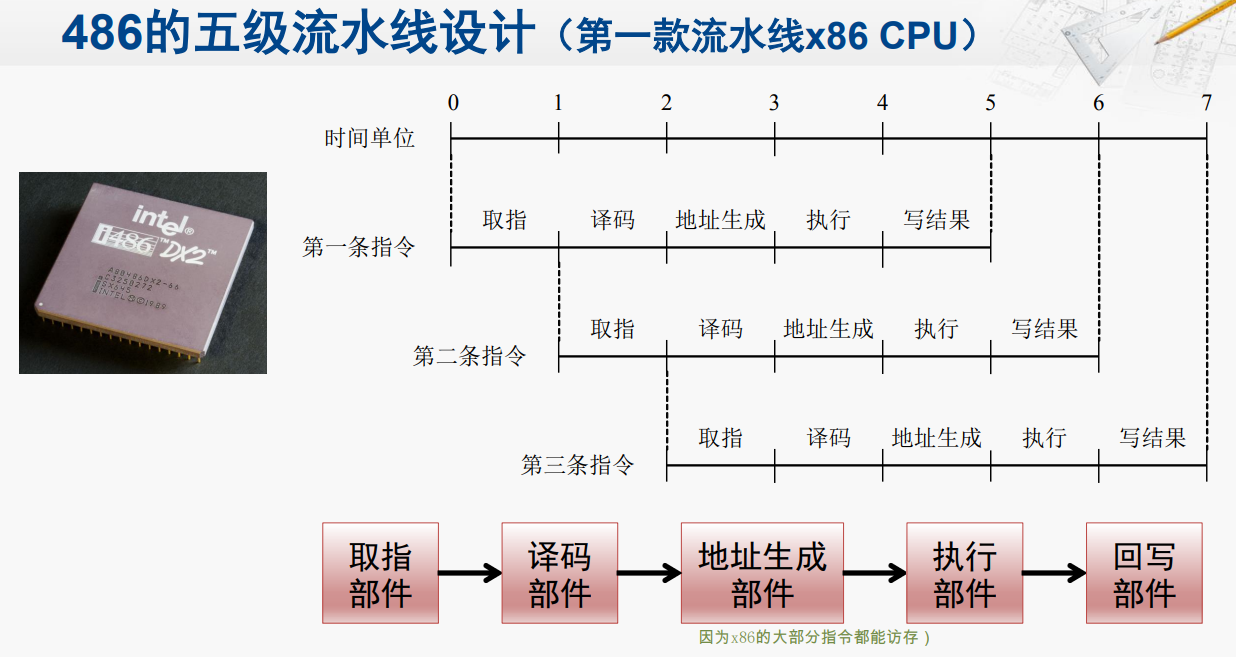 486的五级流水线设计（第一款流水线x86 CPU）
0 1 2 3 4 5 6 7
时间单位
取指 译码 地址生成 执行 写结果
第一条指令
取指 译码 地址生成 执行 写结果
第二条指令
取指 译码 地址生成 执行 写结果
第三条指令
intel®
i486™ DX2™
A80486DX2-66
INTEL ©1989
取指
部件
译码
部件
地址生成
部件
执行
部件
回写
部件
因为x86的大部分指令都能访存）